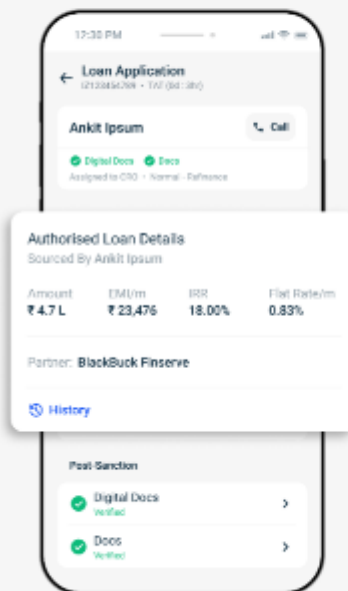 12:30 PM
Loan Application
Ankit Ipsum
Call
Digital Docs Docs
Assigned to CRO • Normal - Refinance
Authorised Loan Details
Sourced By Ankit Ipsum
Amount EMI/m IRR Flat Rate/m
₹ 4.7 L ₹ 23,476 18.00% 0.83%
Partner: BlackBuck Finserve
History
Post-Sanction
Digital Docs
Verified
Docs
Verified